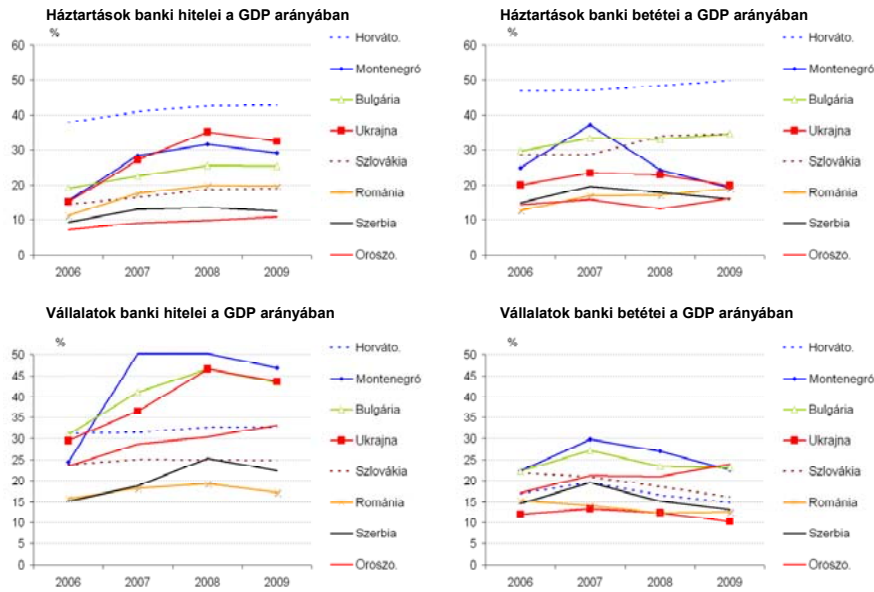 Háztartások banki hitelei a GDP arányában
%
60
50
40
30
20
10
0
2006 2007 2008 2009
Horváto.
Montenegró
Bulgária
Ukrajna
Szlovákia
Románia
Szerbia
Oroszo.
Háztartások banki betétei a GDP arányában
%
60
50
40
30
20
10
0
2006 2007 2008 2009
Horváto.
Montenegró
Bulgária
Ukrajna
Szlovákia
Románia
Szerbia
Oroszo.
Vállalatok banki hitelei a GDP arányában
%
50
45
40
35
30
25
20
15
10
5
0
2006 2007 2008 2009
Horváto.
Montenegró
Bulgária
Ukrajna
Szlovákia
Románia
Szerbia
Oroszo.
Vállalatok banki betétei a GDP arányában
%
50
45
40
35
30
25
20
15
10
5
0
2006 2007 2008 2009
Horváto.
Montenegró
Bulgária
Ukrajna
Szlovákia
Románia
Szerbia
Oroszo.